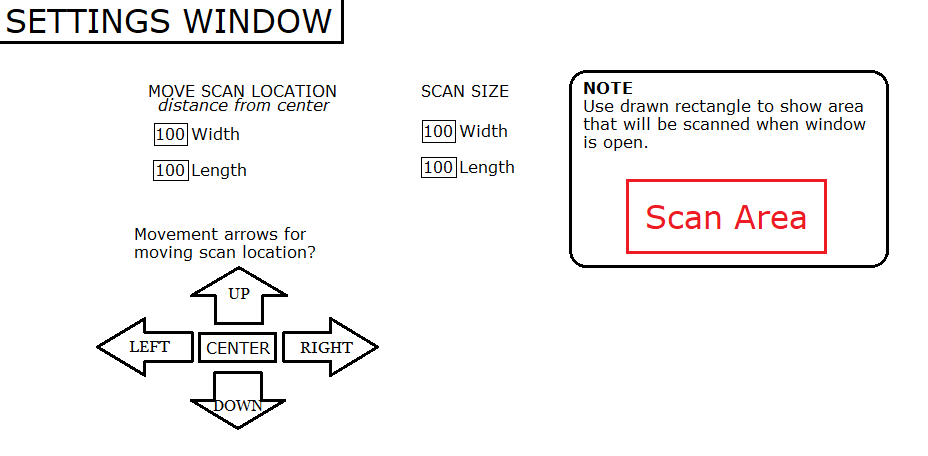 SETTINGS WINDOW
MOVE SCAN LOCATION
distance from center
100 Width
100 Length
SCAN SIZE
100 Width
100 Length
NOTE
Use drawn rectangle to show area
that will be scanned when window
is open.
Scan Area
Movement arrows for
moving scan location?
UP
LEFT
CENTER
RIGHT
DOWN